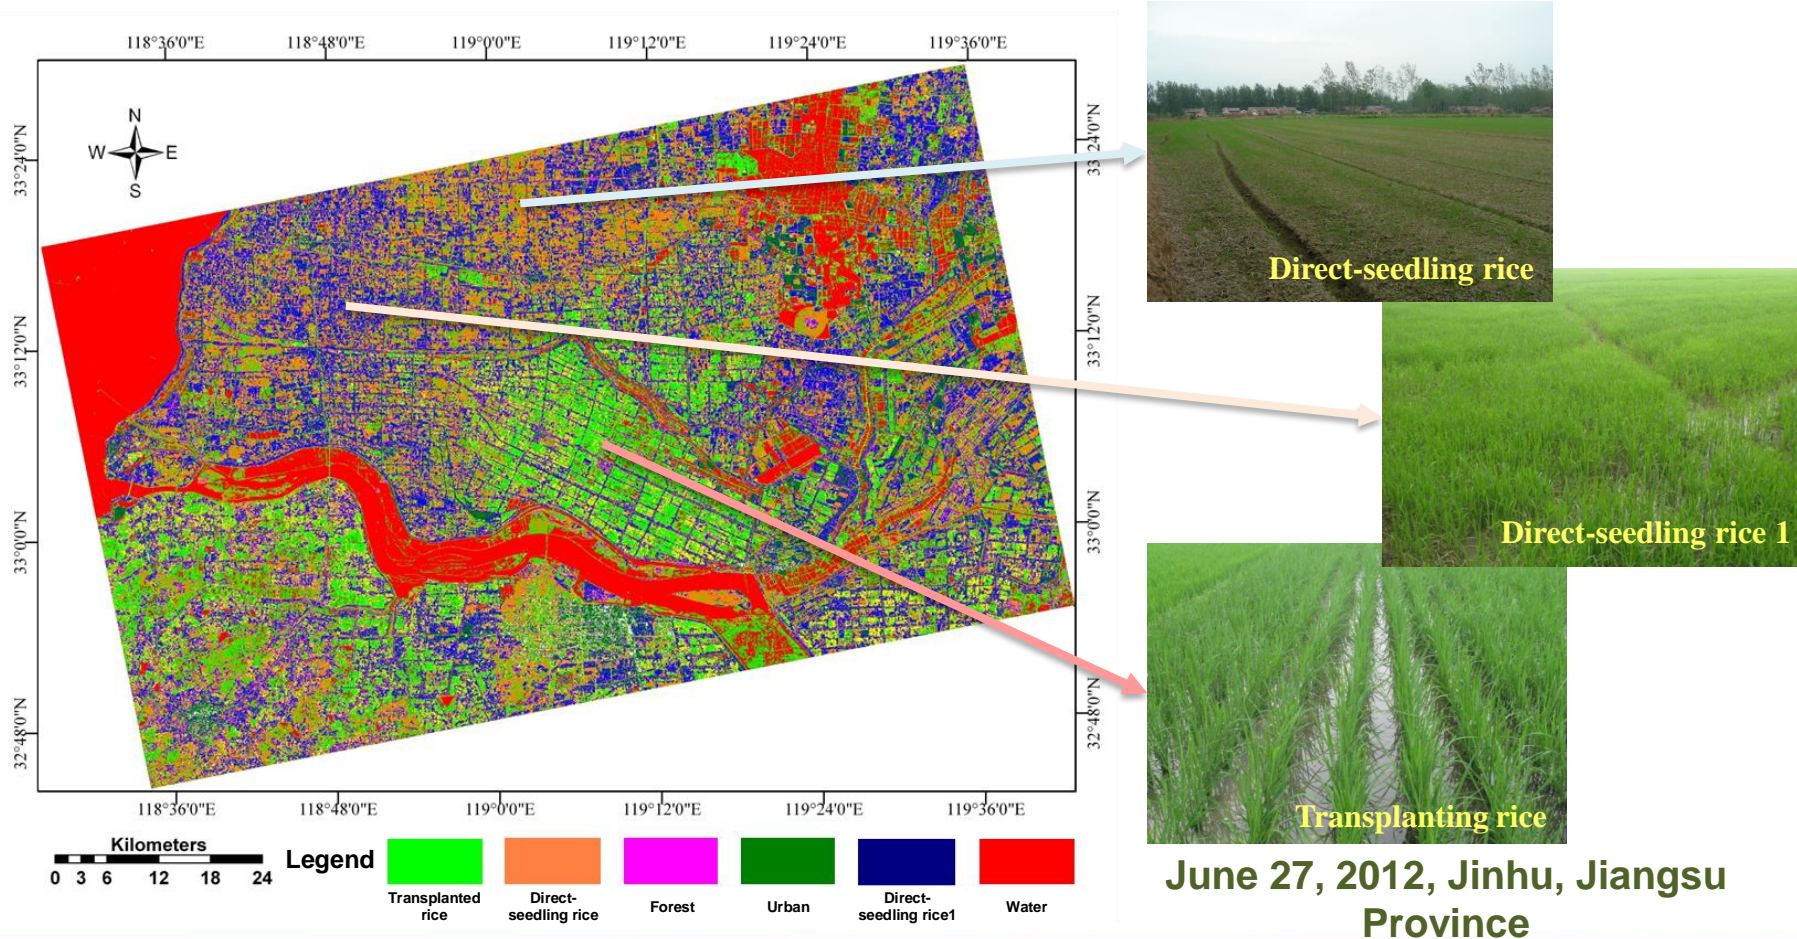 118°36'0"E 118°48'0"E 119°0'0"E 119°12'0"E 119°24'0"E 119°36'0"E
N
W E
S
33°24'0"N
33°12'0"N
33°0'0"N
32°48'0"N
33°24'0"N
33°12'0"N
33°0'0"N
32°48'0"N
118°36'0"E 118°48'0"E 119°0'0"E 119°12'0"E 119°24'0"E 119°36'0"E
Kilometers
0 3 6 12 18 24
Legend
Transplanted
rice
Direct-
seedling rice
Forest
Urban
Direct-
seedling rice1
Water
Direct-seedling rice
Direct-seedling rice 1
Transplanting rice
June 27, 2012, Jinhu, Jiangsu
Province